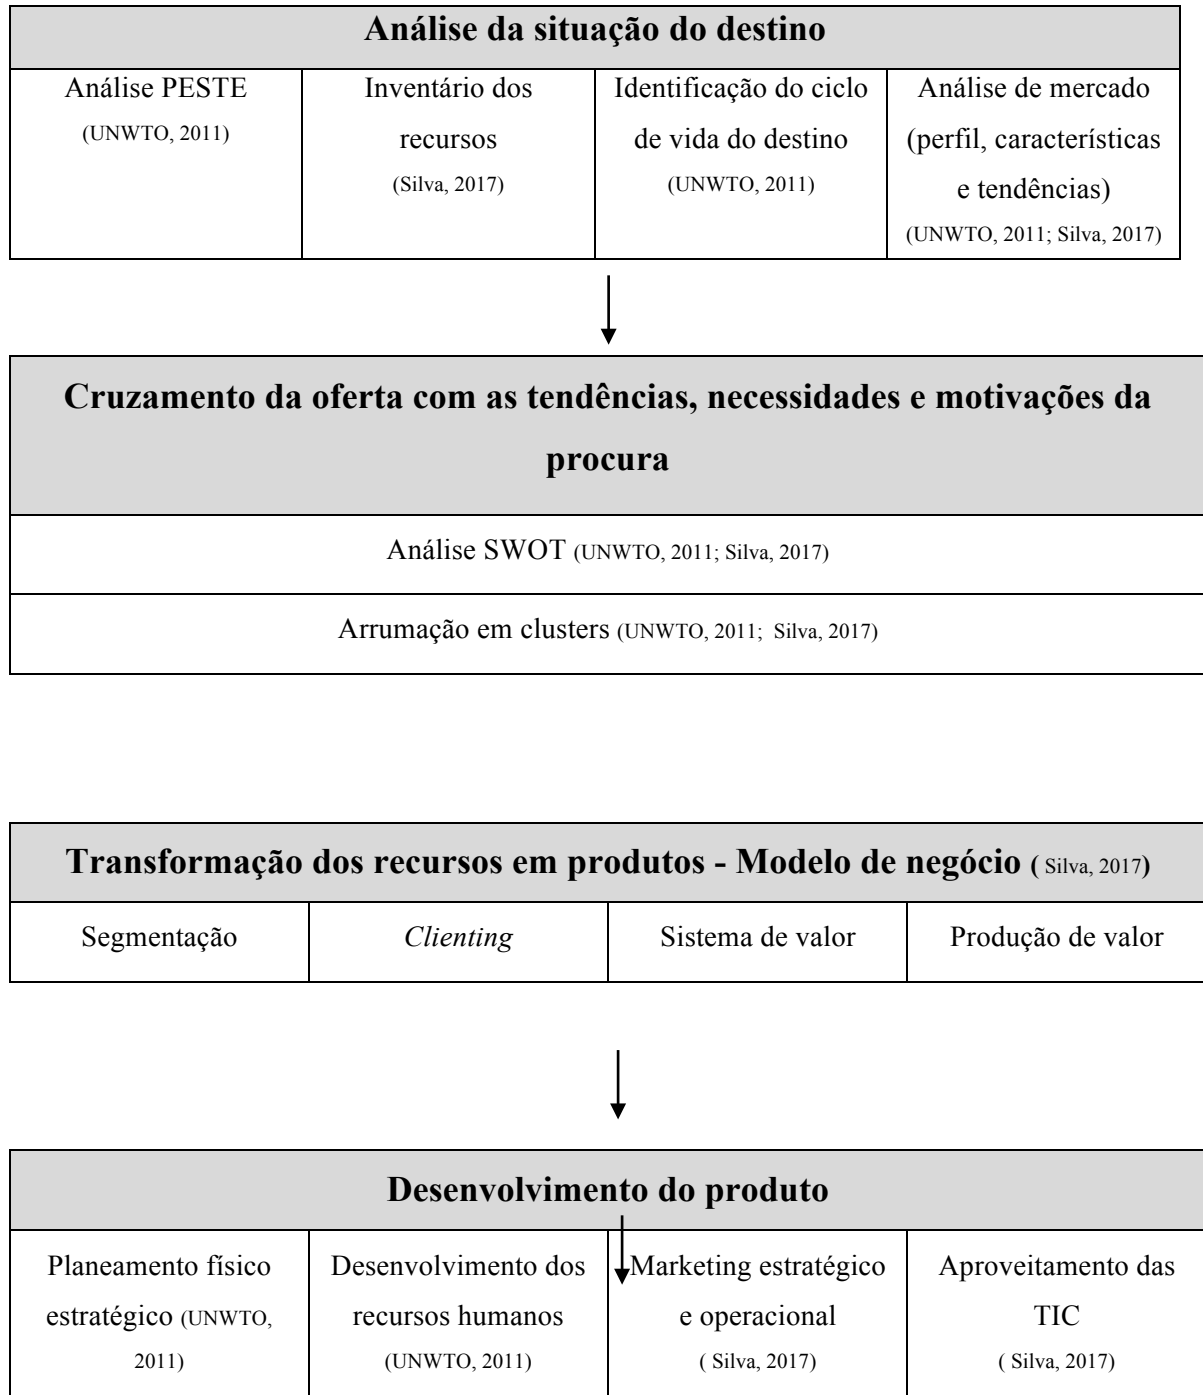 Análise da situação do destino
Análise PESTE
(UNWTO, 2011)
Inventário dos
recursos
(Silva, 2017)
Identificação do ciclo
de vida do destino
(UNWTO, 2011)
Análise de mercado
(perfil, características
e tendências)
(UNWTO, 2011; Silva, 2017)
Cruzamento da oferta com as tendências, necessidades e motivações da
procura
Análise SWOT (UNWTO, 2011; Silva, 2017)
Arrumação em clusters (UNWTO, 2011; Silva, 2017)
Transformação dos recursos em produtos - Modelo de negócio ( Silva, 2017)
Segmentação
Clienting
Sistema de valor
Produção de valor
Desenvolvimento do produto
Planeamento físico
estratégico (UNWTO,
2011)
Desenvolvimento dos
recursos humanos
(UNWTO, 2011)
Marketing estratégico
e operacional
( Silva, 2017)
Aproveitamento das
TIC
( Silva, 2017)